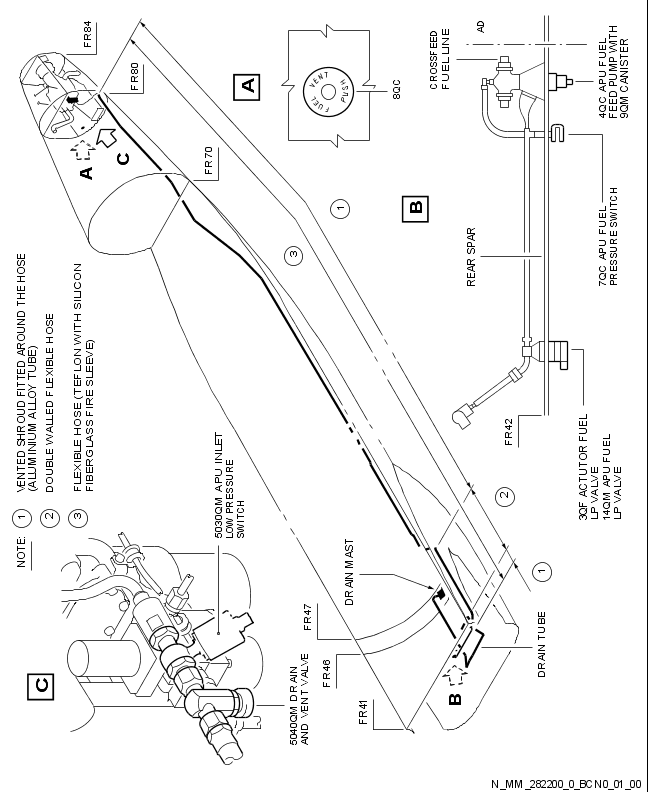 NOTE:
1
VENTED SHROUD FITTED AROUND THE HOSE
(ALUMINIUM ALLOY TUBE)
2
DOUBLE WALLED FLEXIBLE HOSE
3
FLEXIBLE HOSE (TEFLON WITH SILICON
FIBERGLASS FIRE SLEEVE)
FR84
FR80
FR70
A
C
1
3
2
1
FR47
FR46
FR41
DRAIN MAST
DRAIN TUBE
B
A
FUEL VENT
PUSH
8QC
B
CROSSFEED
FUEL LINE
AD
4QC APU FUEL
FEED PUMP WITH
9QM CANISTER
7QC APU FUEL
PRESSURE SWITCH
REAR SPAR
FR42
3QF ACTUTOR FUEL
LP VALVE
14QM APU FUEL
LP VALVE
C
5030QM APU INLET
LOW PRESSURE
SWITCH
5040QM DRAIN
AND VENT VALVE
N_MM_282200_0_BCN0_01_00